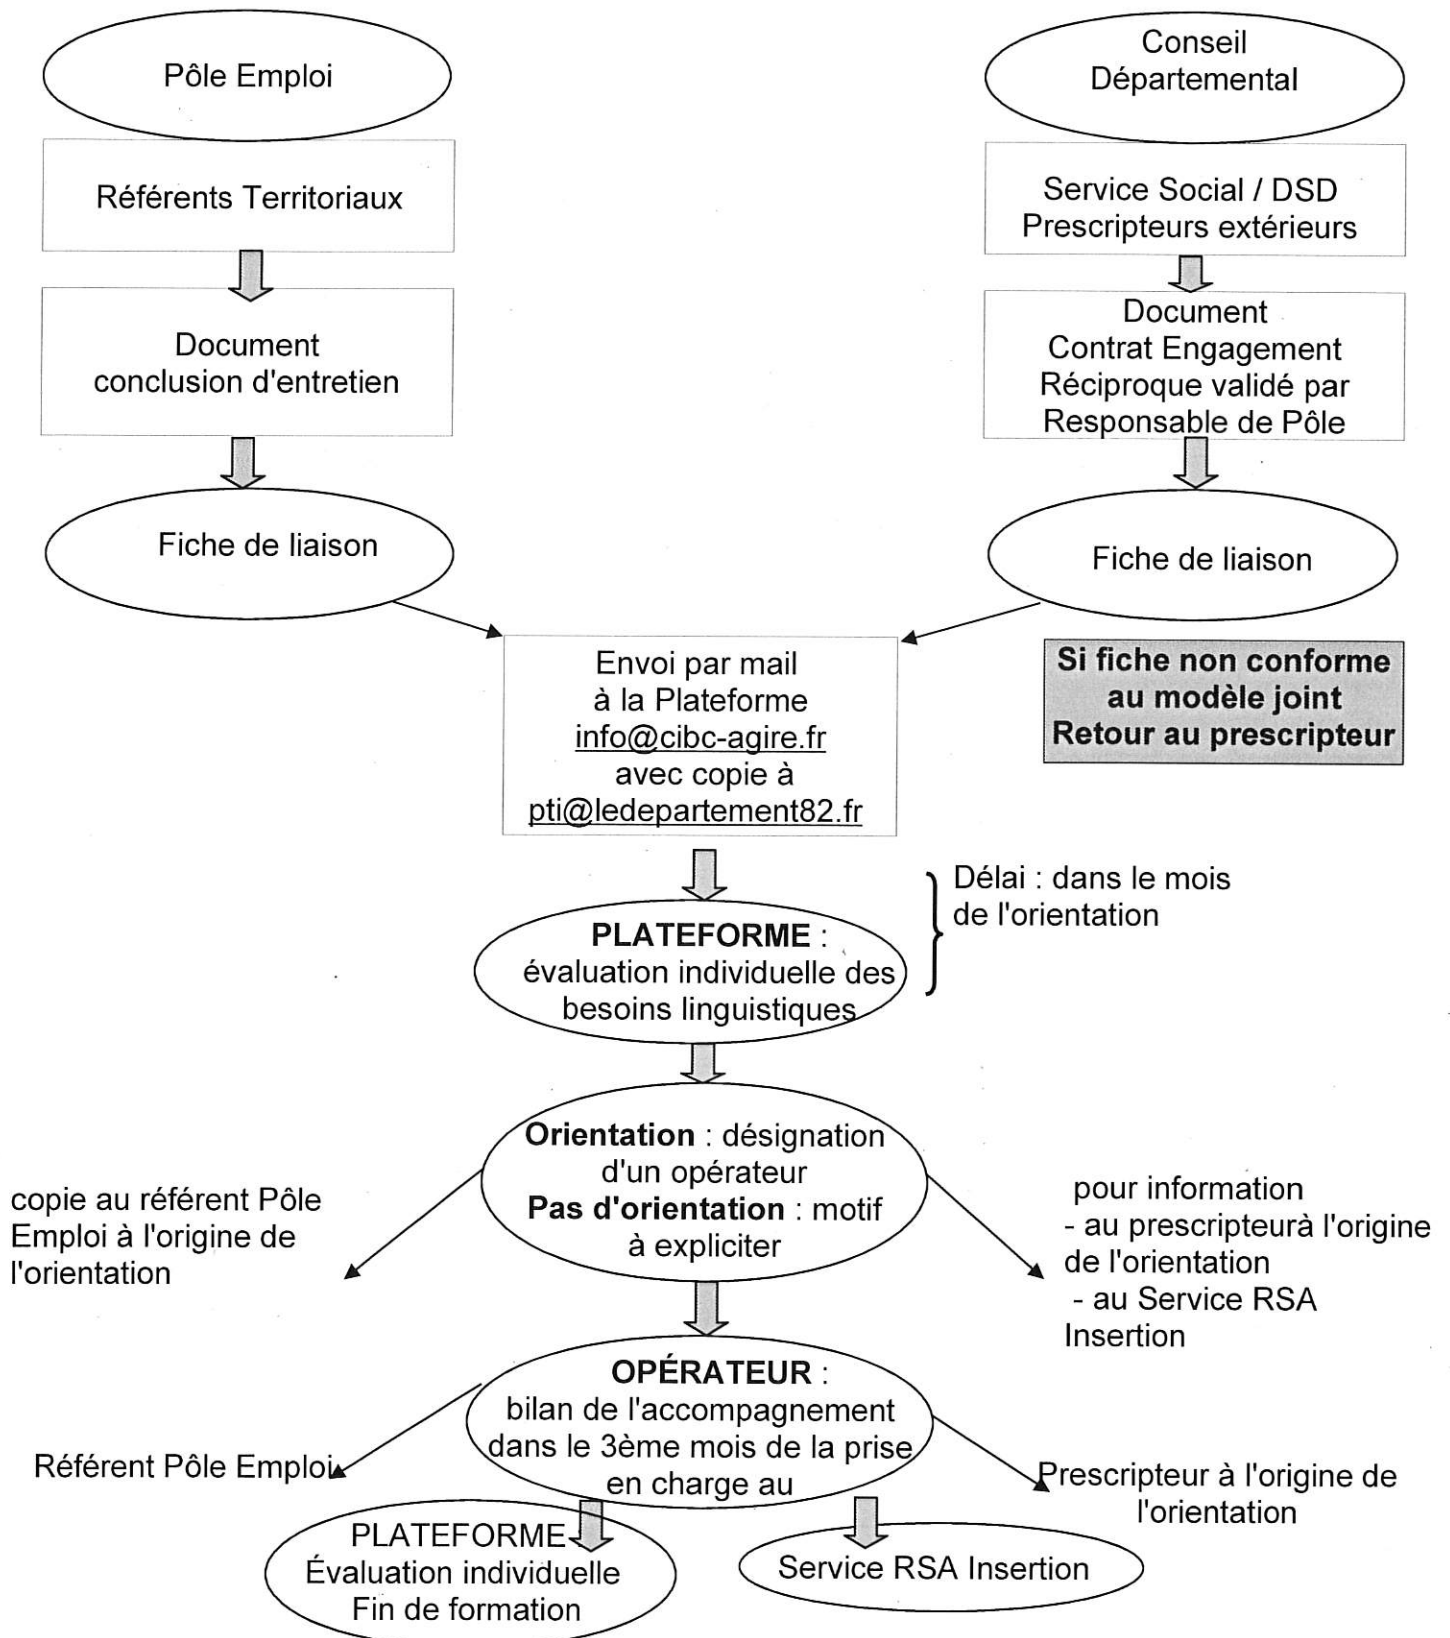 Pôle Emploi
Conseil
Départemental
Référents Territoriaux
Service Social / DSD
Prescripteurs extérieurs
Document
conclusion d'entretien
Document
Contrat Engagement
Réciproque validé par
Responsable de Pôle
Fiche de liaison
Fiche de liaison
Envoi par mail
à la Plateforme
info@cibc-agire.fr
avec copie à
pti@ledepartement82.fr
Si fiche non conforme
au modèle joint
Retour au prescripteur
PLATEFORME :
évaluation individuelle des
besoins linguistiques
Délai : dans le mois
de l'orientation
Orientation : désignation
d'un opérateur
Pas d'orientation : motif
à expliciter
copie au référent Pôle
Emploi à l'origine de
l'orientation
pour information
- au prescripteurà l'origine
de l'orientation
- au Service RSA
Insertion
OPÉRATEUR :
bilan de l'accompagnement
dans le 3ème mois de la prise
en charge au
Référent Pôle Emploi
Prescripteur à l'origine de
l'orientation
PLATEFORME :
Évaluation individuelle
Fin de formation
Service RSA Insertion